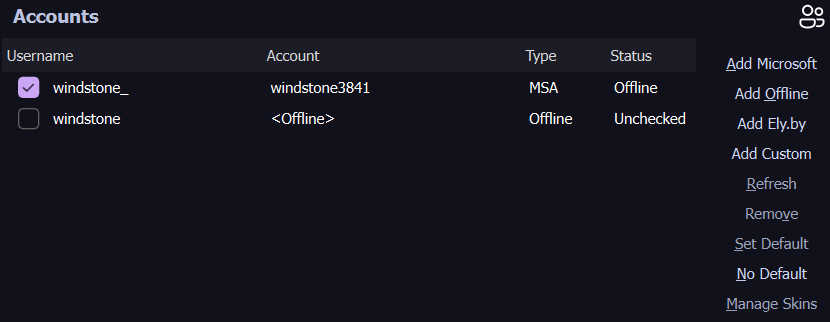 Accounts
Username Account Type Status
windstone_ windstone3841 MSA Offline
windstone <Offline> Offline Unchecked
Add Microsoft
Add Offline
Add Ely.by
Add Custom
Refresh
Remove
Set Default
No Default
Manage Skins